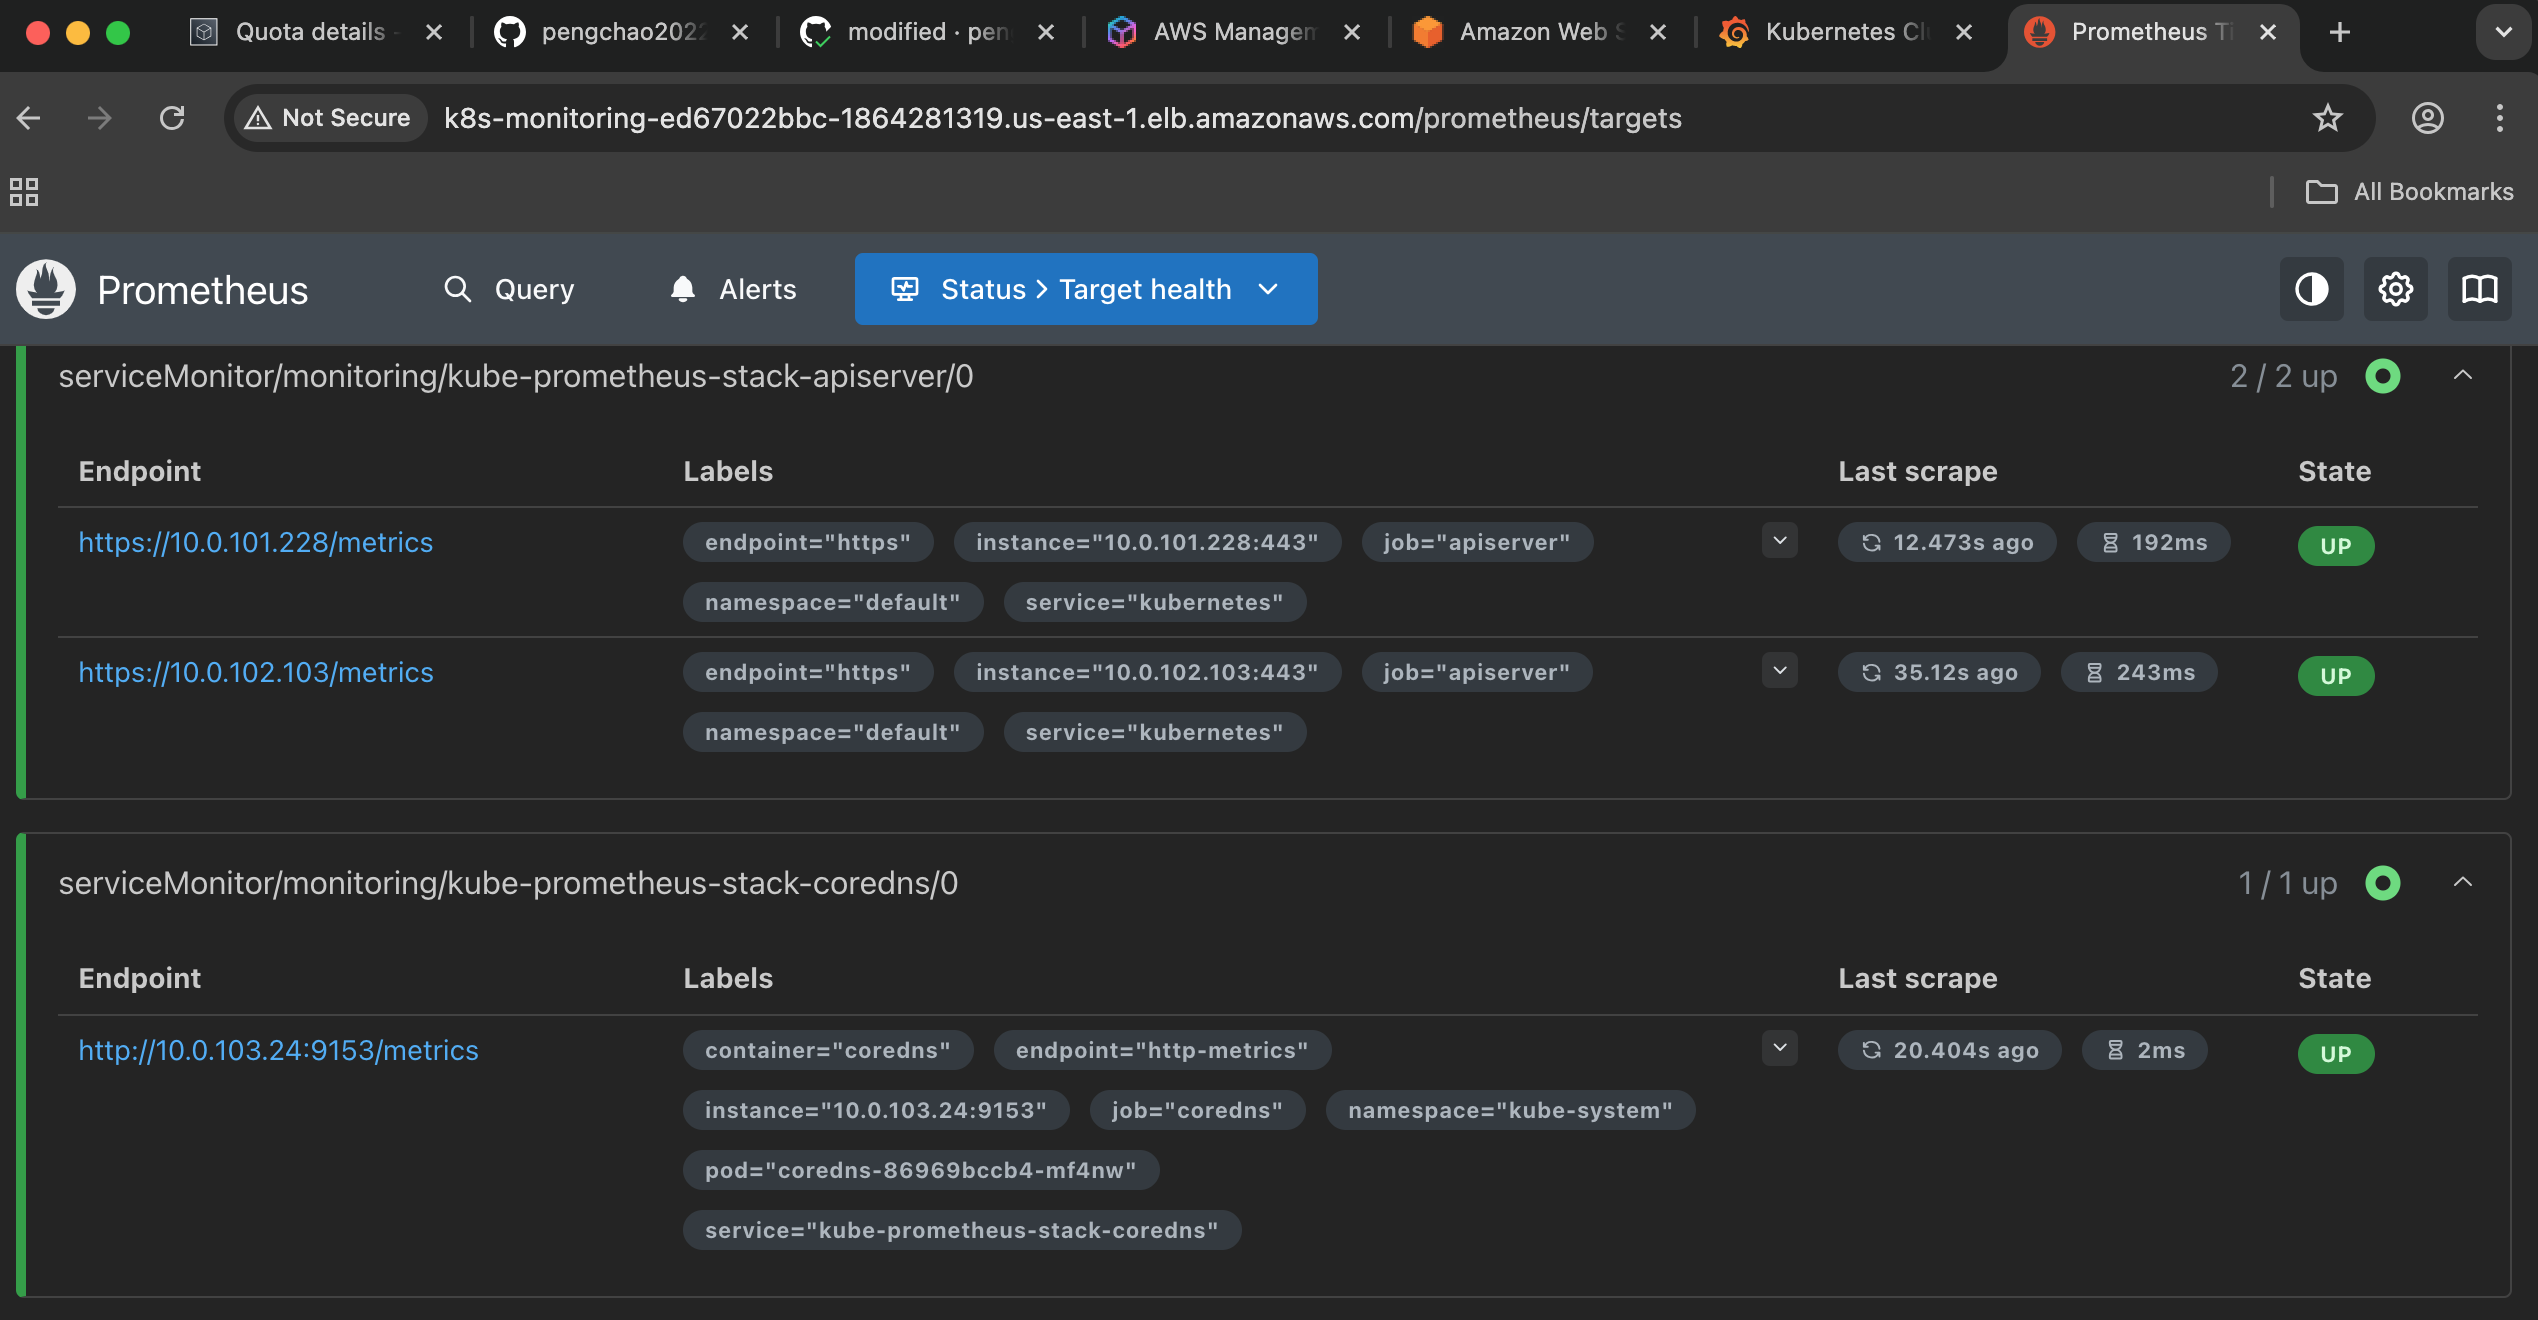 Quota details - pengchao2022 modified · pen AWS Managem Amazon Web S Kubernetes Cl Prometheus Ti
Not Secure k8s-monitoring-ed67022bbc-1864281319.us-east-1.elb.amazonaws.com/prometheus/targets
All Bookmarks
Prometheus Query Alerts Status > Target health
serviceMonitor/monitoring/kube-prometheus-stack-apiserver/0 2 / 2 up
Endpoint Labels Last scrape State
https://10.0.101.228/metrics endpoint="https" instance="10.0.101.228:443" job="apiserver" 12.473s ago 192ms UP
namespace="default" service="kubernetes"
https://10.0.102.103/metrics endpoint="https" instance="10.0.102.103:443" job="apiserver" 35.12s ago 243ms UP
namespace="default" service="kubernetes"
serviceMonitor/monitoring/kube-prometheus-stack-coredns/0 1 / 1 up
Endpoint Labels Last scrape State
http://10.0.103.24:9153/metrics container="coredns" endpoint="http-metrics" 20.404s ago 2ms UP
instance="10.0.103.24:9153" job="coredns" namespace="kube-system"
pod="coredns-86969bccb4-mf4nw"
service="kube-prometheus-stack-coredns"